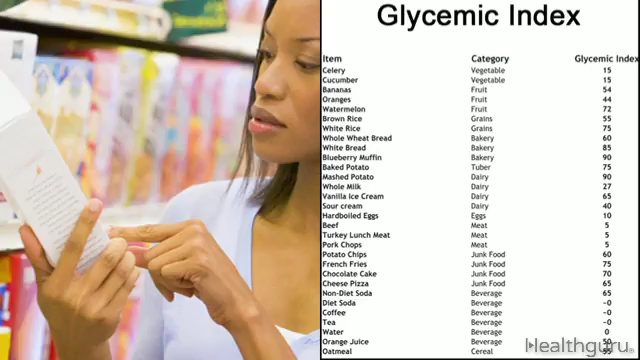 Glycemic Index
Item Category Glycemic Index
Celery Vegetable 15
Cucumber Vegetable 15
Bananas Fruit 54
Oranges Fruit 44
Watermelon Fruit 72
Brown Rice Grains 55
White Rice Grains 75
Whole Wheat Bread Bakery 60
White Bread Bakery 85
Blueberry Muffin Bakery 90
Baked Potato Tuber 75
Mashed Potato Dairy 90
Whole Milk Dairy 27
Vanilla Ice Cream Dairy 65
Sour cream Dairy 40
Hardboiled Eggs Eggs 10
Beef Meat 5
Turkey Lunch Meat Meat 5
Pork Chops Meat 5
Potato Chips Junk Food 60
French Fries Junk Food 75
Chocolate Cake Junk Food 70
Cheese Pizza Junk Food 65
Non-Diet Soda Beverage 65
Diet Soda Beverage ~0
Coffee Beverage ~0
Tea Beverage ~0
Water Beverage 0
Orange Juice Beverage 50
Oatmeal Cereal 55
Healthguru